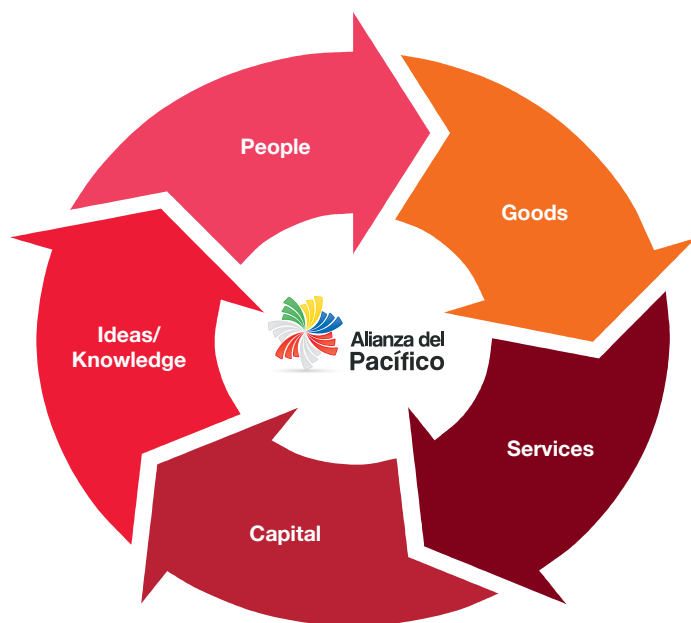 People
Goods
Services
Capital
Ideas/
Knowledge
Alianza del
Pacífico